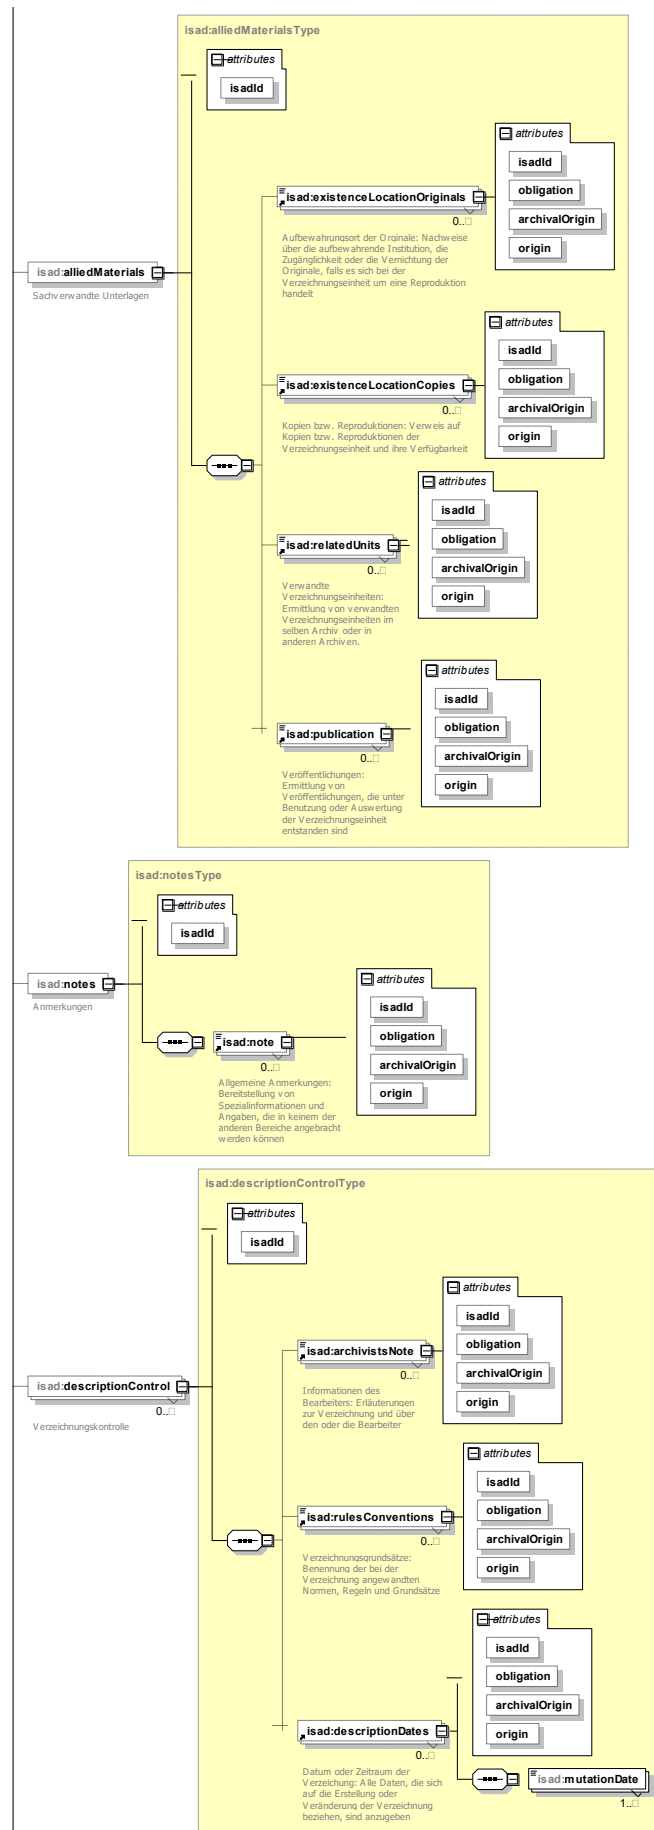 isad:alliedMaterialsType
attributes
isadId
attributes
isadId
obligation
archivalOrigin
origin
isad:existenceLocationOriginals
0..□
Aufbewahrungsort der Orginale: Nachweise
über die aufbewahrende Institution, die
Zugänglichkeit oder die Vernichtung der
Originale, falls es sich bei der
Verzeichnungseinheit um eine Reproduktion
handelt
isad:alliedMaterials
Sachverwandte Unterlagen
attributes
isadId
obligation
archivalOrigin
origin
isad:existenceLocationCopies
0..□
Kopien bzw. Reproduktionen: Verweis auf
Kopien bzw. Reproduktionen der
Verzeichnungseinheit und ihre Verfügbarkeit
attributes
isadId
obligation
archivalOrigin
origin
isad:relatedUnits
0..□
Verwandte
Verzeichnungseinheiten:
Ermittlung von verwandten
Verzeichnungseinheiten im
selben Archiv oder in
anderen Archiven.
attributes
isadId
obligation
archivalOrigin
origin
isad:publication
0..□
Veröffentlichungen:
Ermittlung von
Veröffentlichungen, die unter
Benutzung oder Auswertung
der Verzeichnungseinheit
entstanden sind
isad:notesType
attributes
isadId
isad:notes
Anmerkungen
attributes
isadId
obligation
archivalOrigin
origin
isad:note
0..□
Allgemeine Anmerkungen:
Bereitstellung von
Spezialinformationen und
Angaben, die in keinem der
anderen Bereiche angebracht
werden können
isad:descriptionControlType
attributes
isadId
attributes
isadId
obligation
archivalOrigin
origin
isad:archivistsNote
0..□
Informationen des
Bearbeiters: Erläuterungen
zur Verzeichnung und über
den oder die Bearbeiter
isad:descriptionControl
0..□
Verzeichnungskontrolle
attributes
isadId
obligation
archivalOrigin
origin
isad:rulesConventions
0..□
Verzeichnungsgrundsätze:
Benennung der bei der
Verzeichnung angewandten
Normen, Regeln und Grundsätze
attributes
isadId
obligation
archivalOrigin
origin
isad:descriptionDates
0..□
Datum oder Zeitraum der
Verzeichung: Alle Daten, die sich
auf die Erstellung oder
Veränderung der Verzeichnung
beziehen, sind anzugeben
isad:mutationDate
1..□